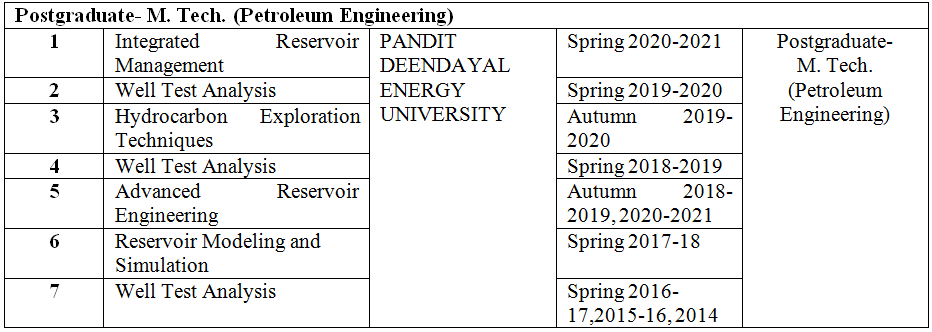 Postgraduate- M. Tech. (Petroleum Engineering)
1 Integrated Reservoir Management PANDIT DEENDAYAL ENERGY UNIVERSITY Spring 2020-2021 Postgraduate- M. Tech. (Petroleum Engineering)
2 Well Test Analysis Spring 2019-2020
3 Hydrocarbon Exploration Techniques Autumn 2019-2020
4 Well Test Analysis Spring 2018-2019
5 Advanced Reservoir Engineering Autumn 2018-2019,2020-2021
6 Reservoir Modeling and Simulation Spring 2017-18
7 Well Test Analysis Spring 2016-17,2015-16,2014